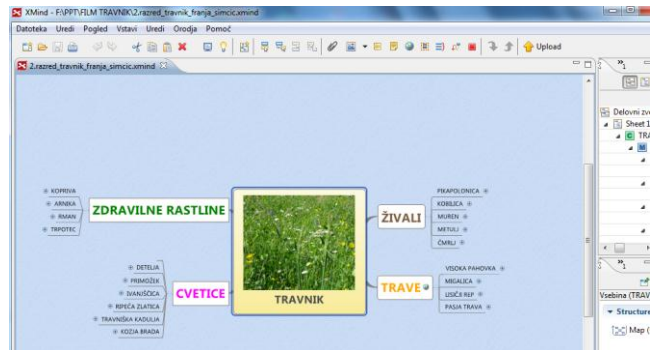 XMind - F:\PPT\FILM TRAVNIK\2.razred_travnik_franja_simcic.xmind
Datoteka Uredi Pogled Vstavi Uredi Orodja Pomoč
Upload
2.razred_travnik_franja_simcic.xmind
Delovni zv
Sheet 1
TRA
KOPRIVA
ARNIKA
RMAN
TRPOTEC
ZDRAVILNE RASTLINE
DETELJA
PRIMOŽEK
IVANJŠČICA
RIPEČA ZLATICA
TRAVNIŠKA KADULJA
KOZJA BRADA
CVETICE
TRAVNIK
ŽIVALI
PIKAPOLONICA
KOBILICA
MUREN
METULJ
ČMRLJ
TRAVE
VISOKA PAHOVKA
MIGALICA
LISIČJI REP
PASJA TRAVA
Vsebina (TRAV
Structure
Map (